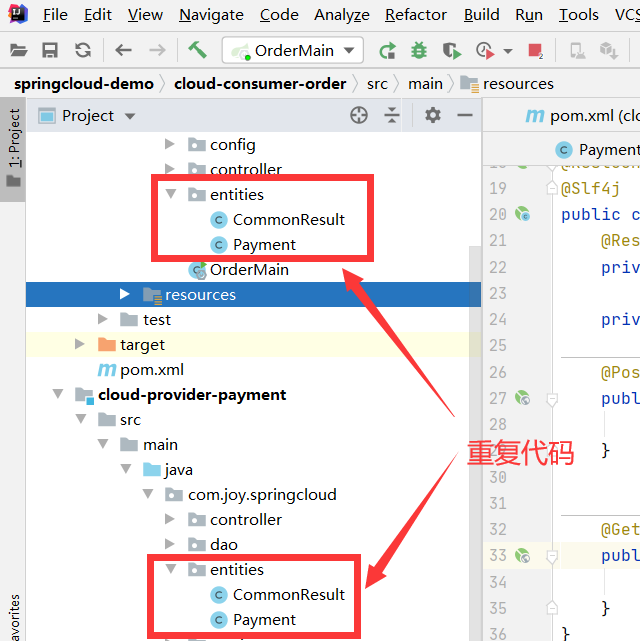 File Edit View Navigate Code Analyze Refactor Build Run Tools VCS
OrderMain
springcloud-demo cloud-consumer-order src main resources
1: Project
Project
pom.xml (clo
Payment
config
controller
entities
CommonResult
Payment
OrderMain
resources
test
target
pom.xml
cloud-provider-payment
src
main
java
com.joy.springcloud
controller
dao
entities
CommonResult
Payment
avorites
重复代码
19 @Slf4j
20 public c
21 @Res
22 priv
23
24 priv
25
26 @Pos
27 publ
28
29 }
30
31
32 @Get
33 publ
34
35 }
36 }